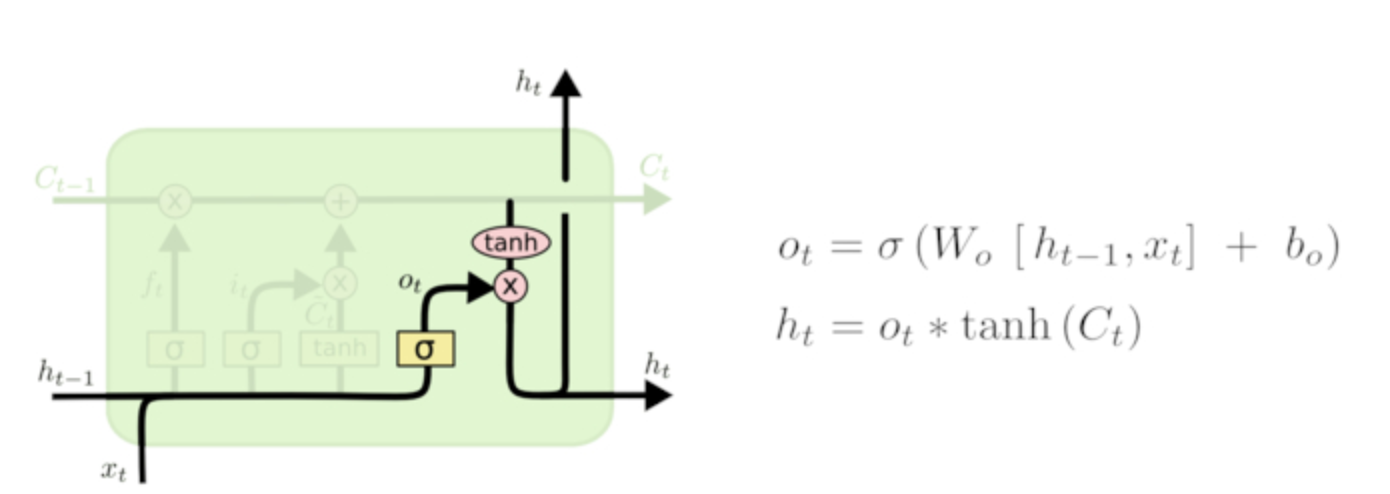 h_t
C_{t-1}
C_t
x
+
tanh
f_t
i_t
x
o_t
x
C̃_t
σ
σ
tanh
σ
h_{t-1}
h_t
x_t
o_t = σ (W_o [h_{t-1}, x_t] + b_o)
h_t = o_t * tanh (C_t)